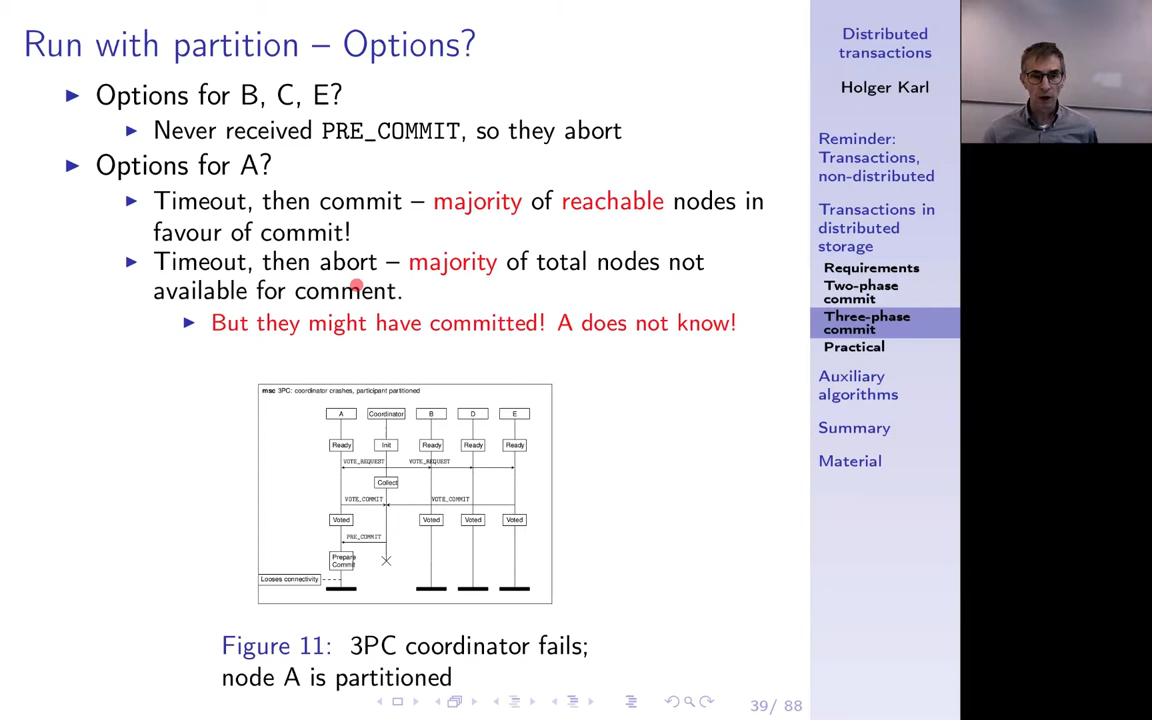 Run with partition – Options?
▶ Options for B, C, E?
▶ Never received PRE_COMMIT, so they abort
▶ Options for A?
▶ Timeout, then commit – majority of reachable nodes in
favour of commit!
▶ Timeout, then abort – majority of total nodes not
available for comment.
▶ But they might have committed! A does not know!
msc 3PC: coordinator crashes, participant partitioned
A Coordinator B D E
Ready Init Ready Ready Ready
VOTE_REQUEST VOTE_REQUEST
Collect
VOTE_COMMIT VOTE_COMMIT
Voted Voted Voted Voted
PRE_COMMIT
Prepare
Commit
Looses connectivity
Figure 11: 3PC coordinator fails;
node A is partitioned
39/ 88
Distributed
transactions
Holger Karl
Reminder:
Transactions,
non-distributed
Transactions in
distributed
storage
Requirements
Two-phase
commit
Three-phase
commit
Practical
Auxiliary
algorithms
Summary
Material